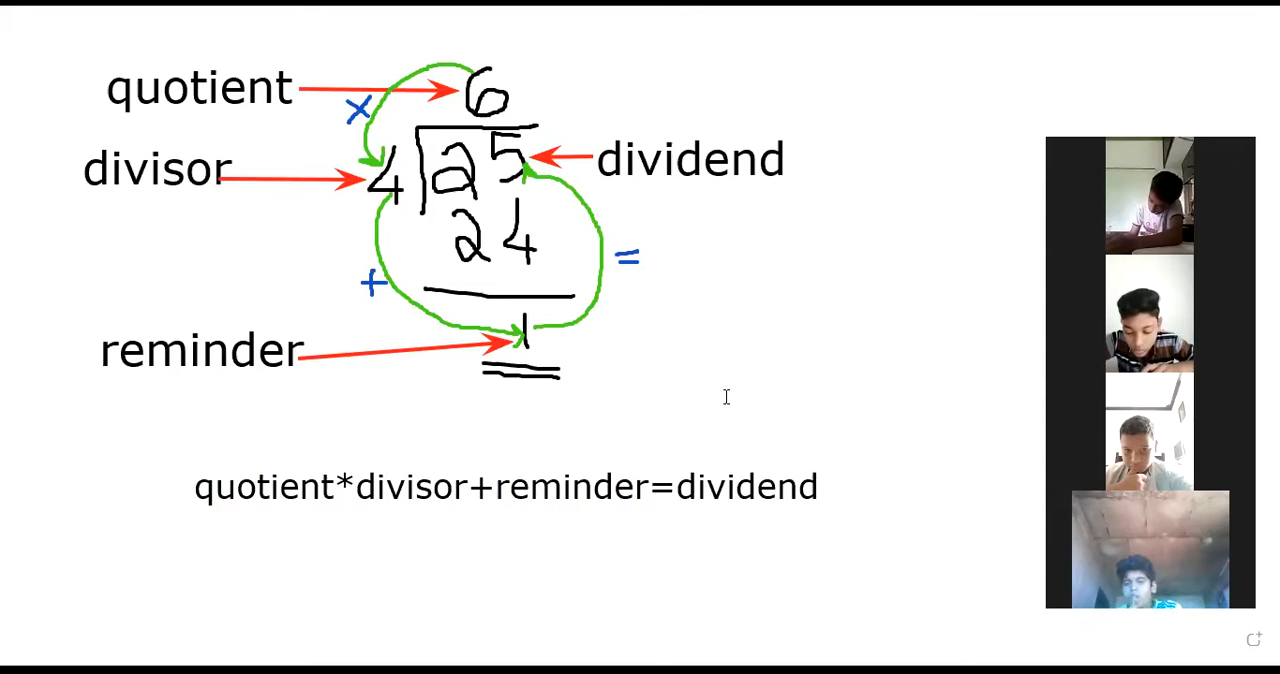 quotient 6
×
divisor 4 25 dividend
24
+ =
reminder 1
quotient*divisor+reminder=dividend